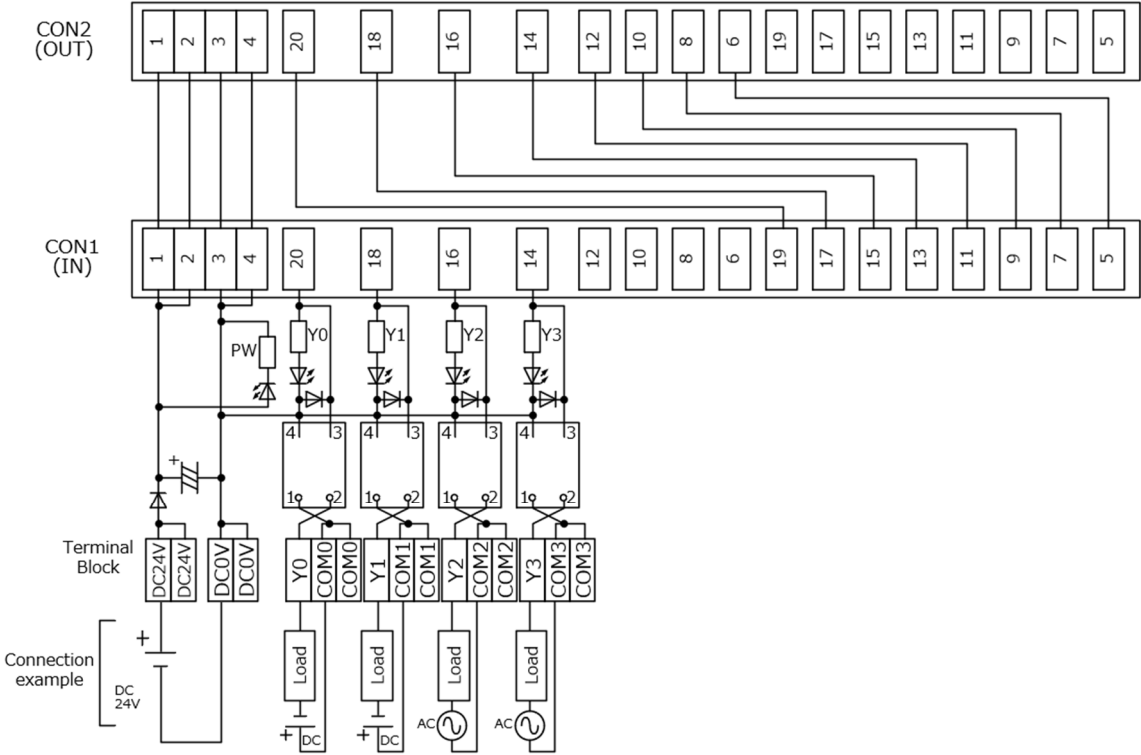 CON2
(OUT)
1 2 3 4 20 18 16 14 12 10 8 6 19 17 15 13 11 9 7 5
CON1
(IN)
1 2 3 4 20 18 16 14 12 10 8 6 19 17 15 13 11 9 7 5
PW Y0 Y1 Y2 Y3
4 3 4 3 4 3 4 3
+
1 2 1 2 1 2 1 2
Terminal
Block
DC24V DC24V DC0V DC0V Y0 COM0 COM0 Y1 COM1 COM1 Y2 COM2 COM2 Y3 COM3 COM3
Connection
example
+
DC
24V
Load Load Load Load
+ DC + DC AC AC